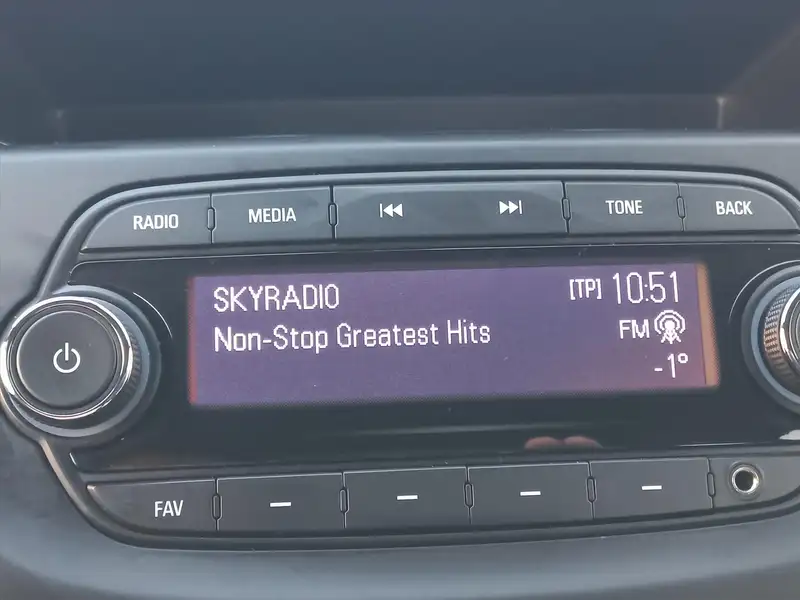 RADIO MEDIA TONE BACK
SKYRADIO [TP] 10:51
Non-Stop Greatest Hits FM
-1°
FAV